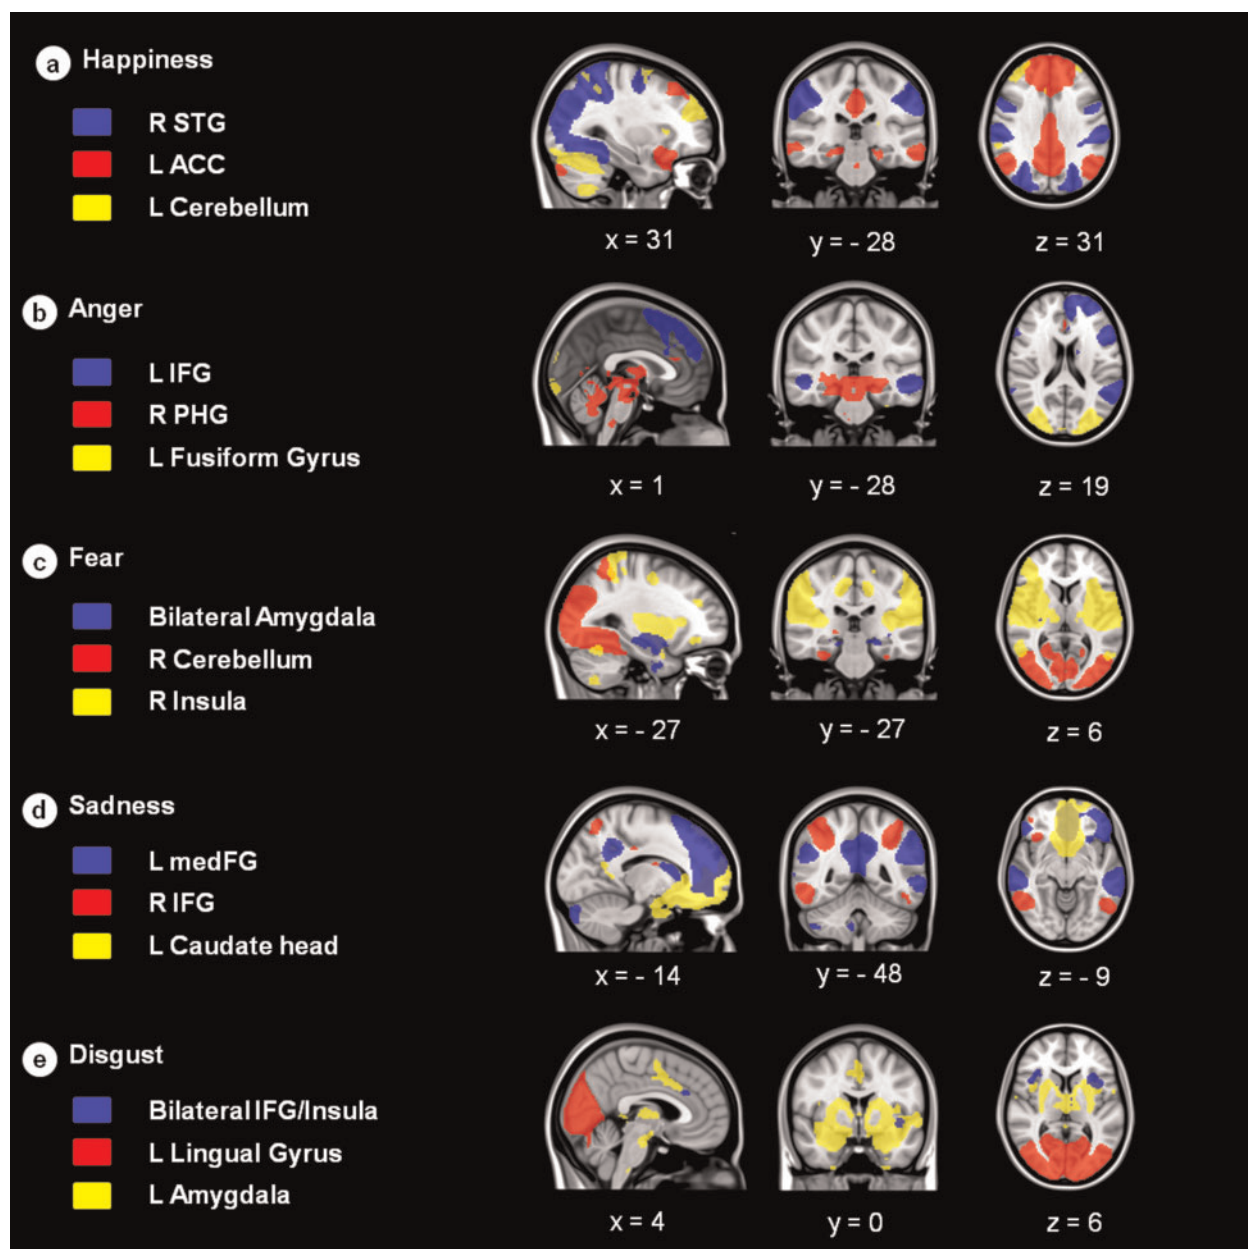 a Happiness
R STG
L ACC
L Cerebellum
x = 31 y = - 28 z = 31
b Anger
L IFG
R PHG
L Fusiform Gyrus
x = 1 y = - 28 z = 19
c Fear
Bilateral Amygdala
R Cerebellum
R Insula
x = - 27 y = - 27 z = 6
d Sadness
L medFG
R IFG
L Caudate head
x = - 14 y = - 48 z = - 9
e Disgust
Bilateral IFG/Insula
L Lingual Gyrus
L Amygdala
x = 4 y = 0 z = 6